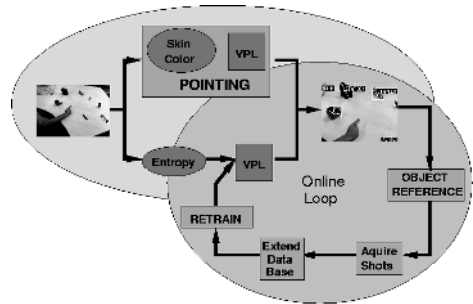 Skin
Color
VPL
POINTING
Entropy
VPL
Online
Loop
OBJECT
REFERENCE
RETRAIN
Extend
Data
Base
Aquire
Shots